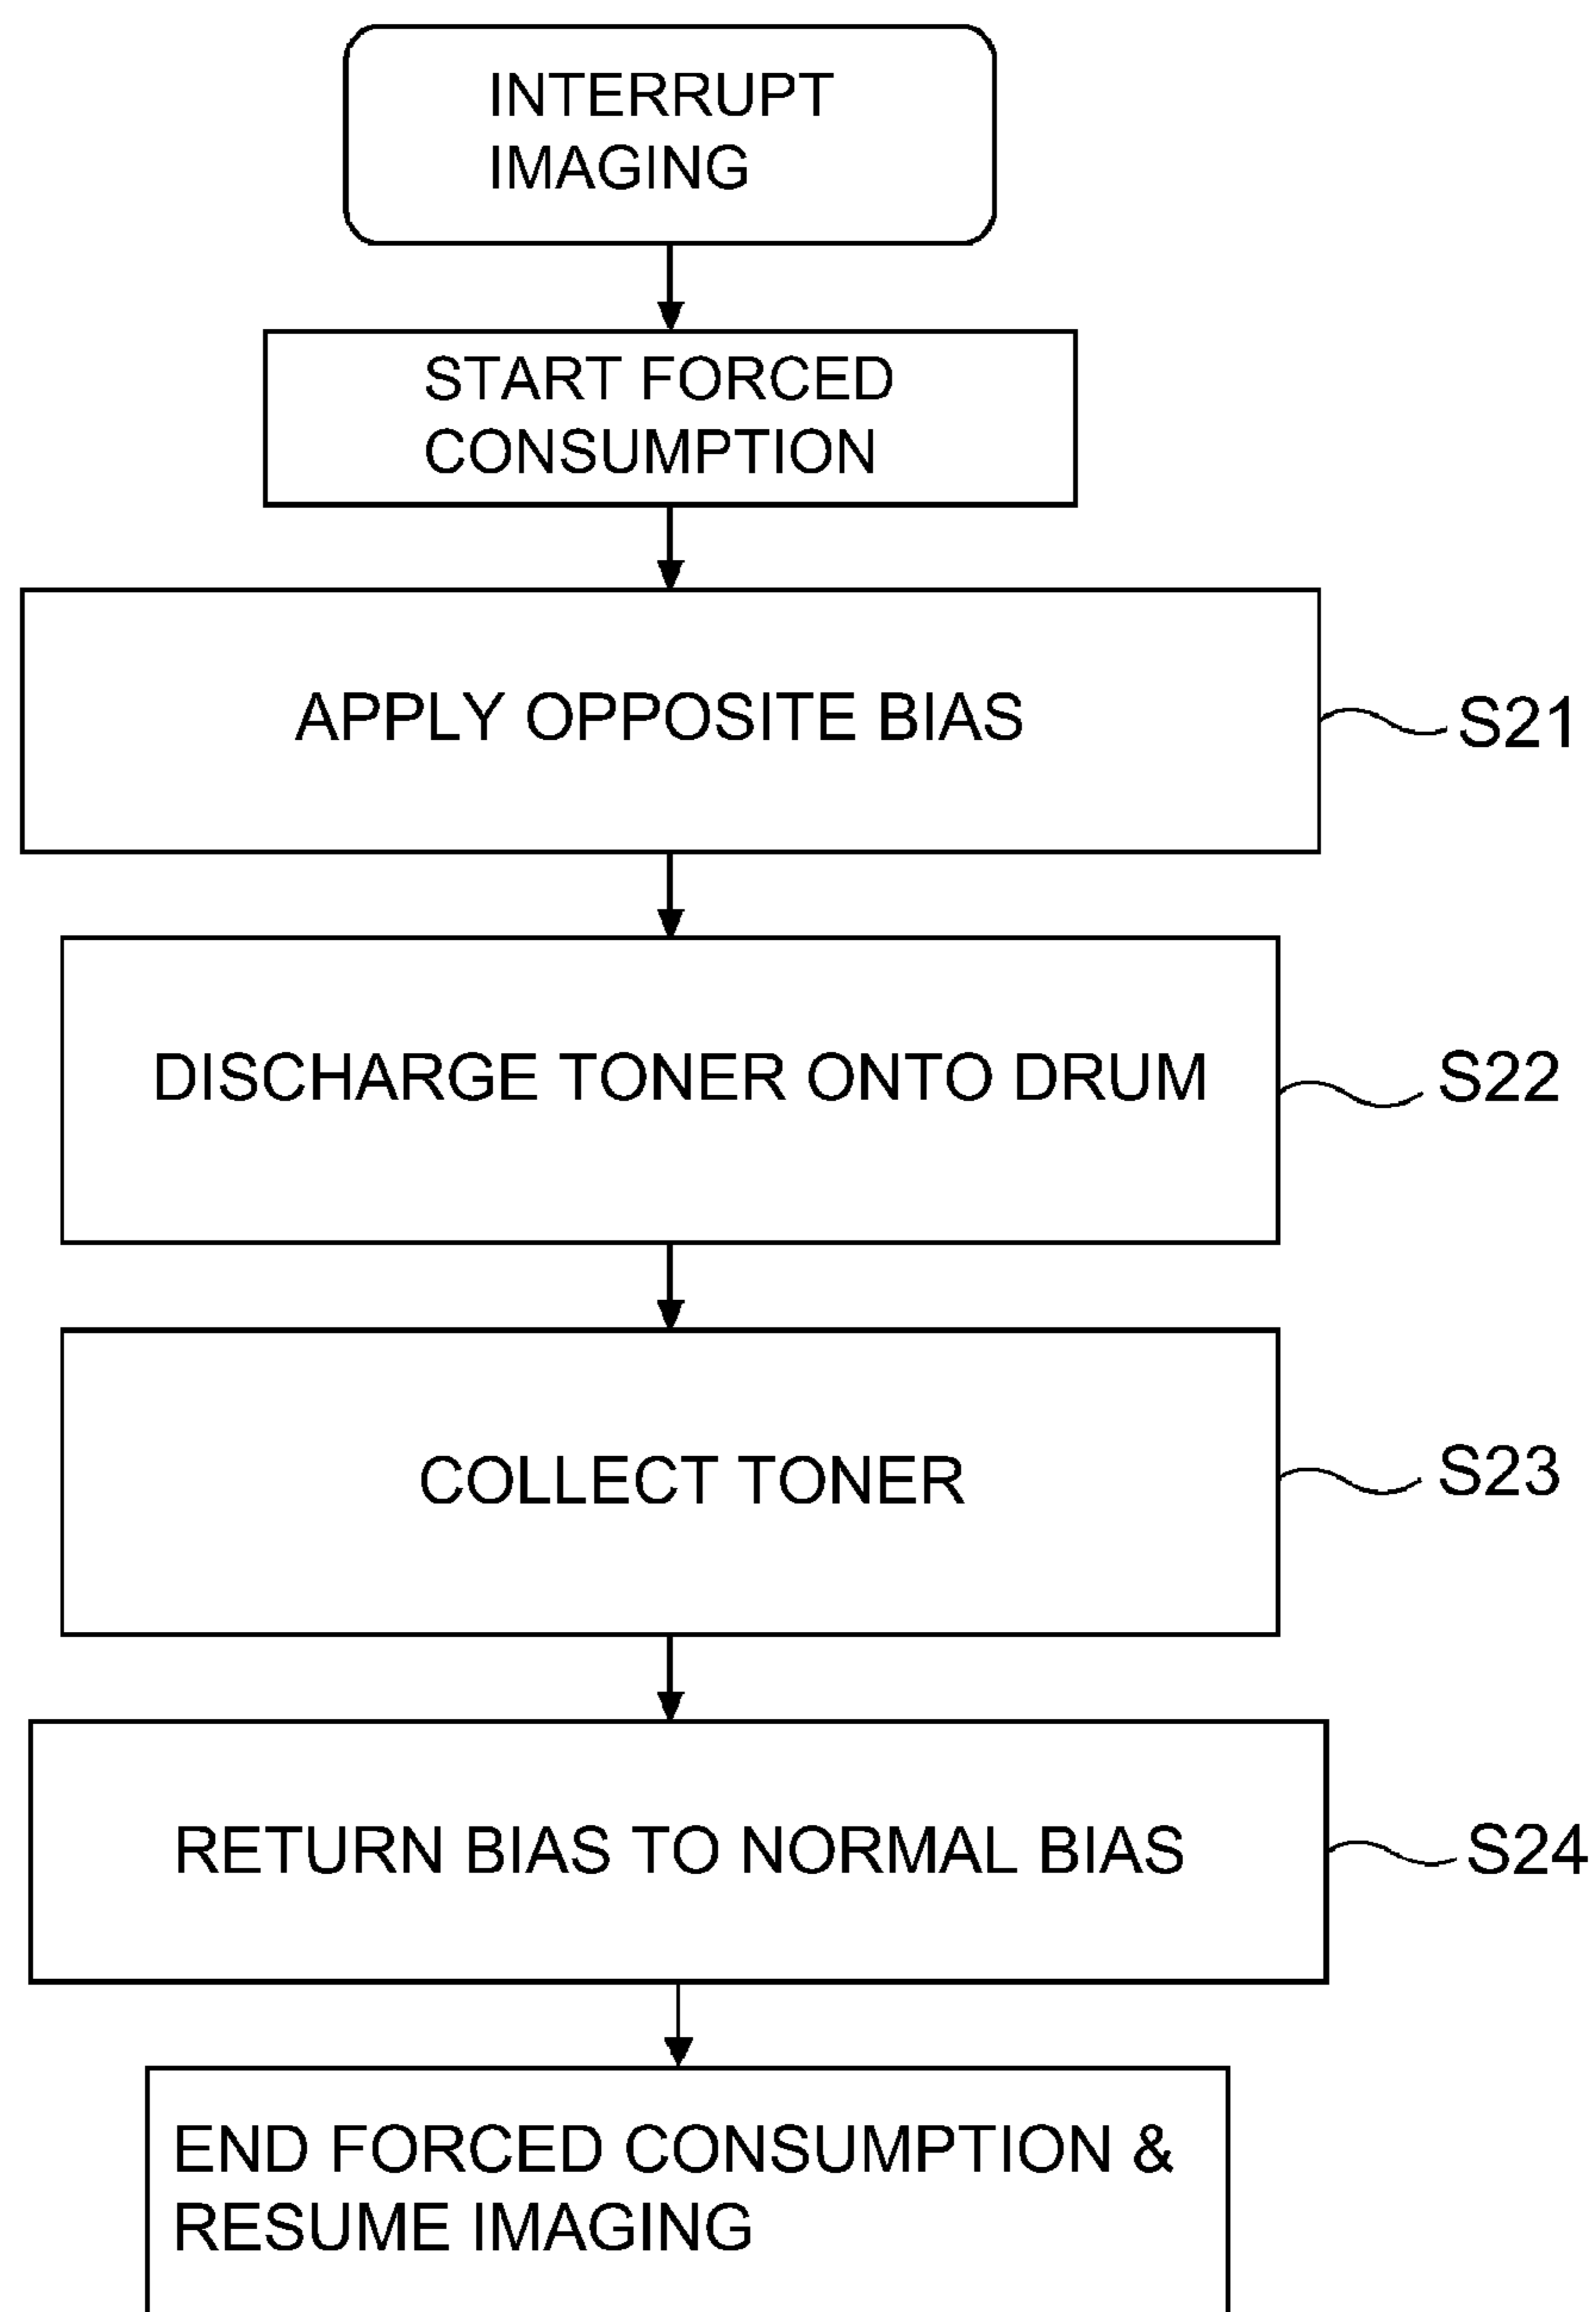 INTERRUPT
IMAGING
START FORCED
CONSUMPTION
APPLY OPPOSITE BIAS
S21
DISCHARGE TONER ONTO DRUM
S22
COLLECT TONER
S23
RETURN BIAS TO NORMAL BIAS
S24
END FORCED CONSUMPTION &
RESUME IMAGING